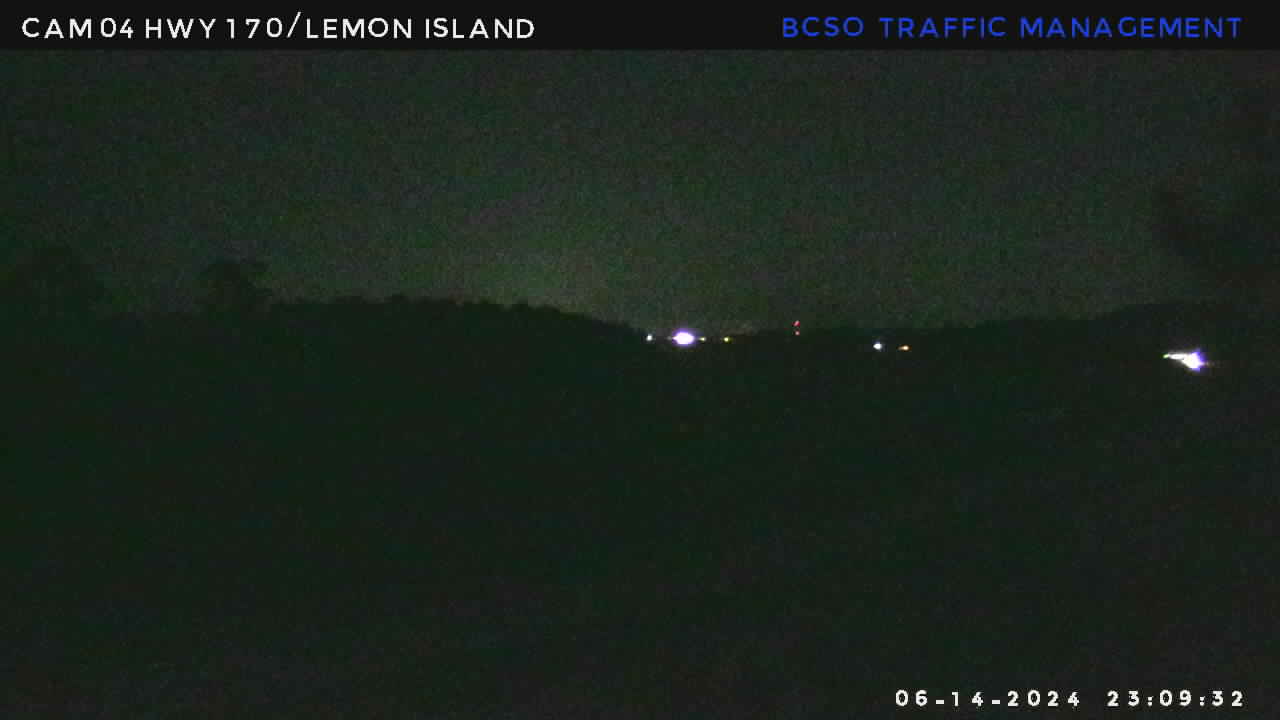 CAM04 HWY 170/LEMON ISLAND
BCSO TRAFFIC MANAGEMENT
06-14-2024 23:09:32